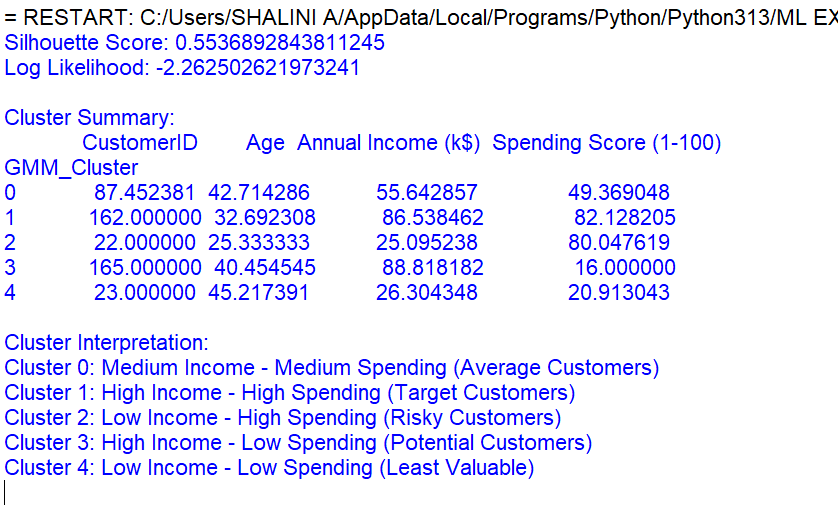 = RESTART: C:/Users/SHALINI A/AppData/Local/Programs/Python/Python313/ML EX
Silhouette Score: 0.5536892843811245
Log Likelihood: -2.262502621973241
Cluster Summary:
CustomerID Age Annual Income (k$) Spending Score (1-100)
GMM_Cluster
0 87.452381 42.714286 55.642857 49.369048
1 162.000000 32.692308 86.538462 82.128205
2 22.000000 25.333333 25.095238 80.047619
3 165.000000 40.454545 88.818182 16.000000
4 23.000000 45.217391 26.304348 20.913043
Cluster Interpretation:
Cluster 0: Medium Income - Medium Spending (Average Customers)
Cluster 1: High Income - High Spending (Target Customers)
Cluster 2: Low Income - High Spending (Risky Customers)
Cluster 3: High Income - Low Spending (Potential Customers)
Cluster 4: Low Income - Low Spending (Least Valuable)